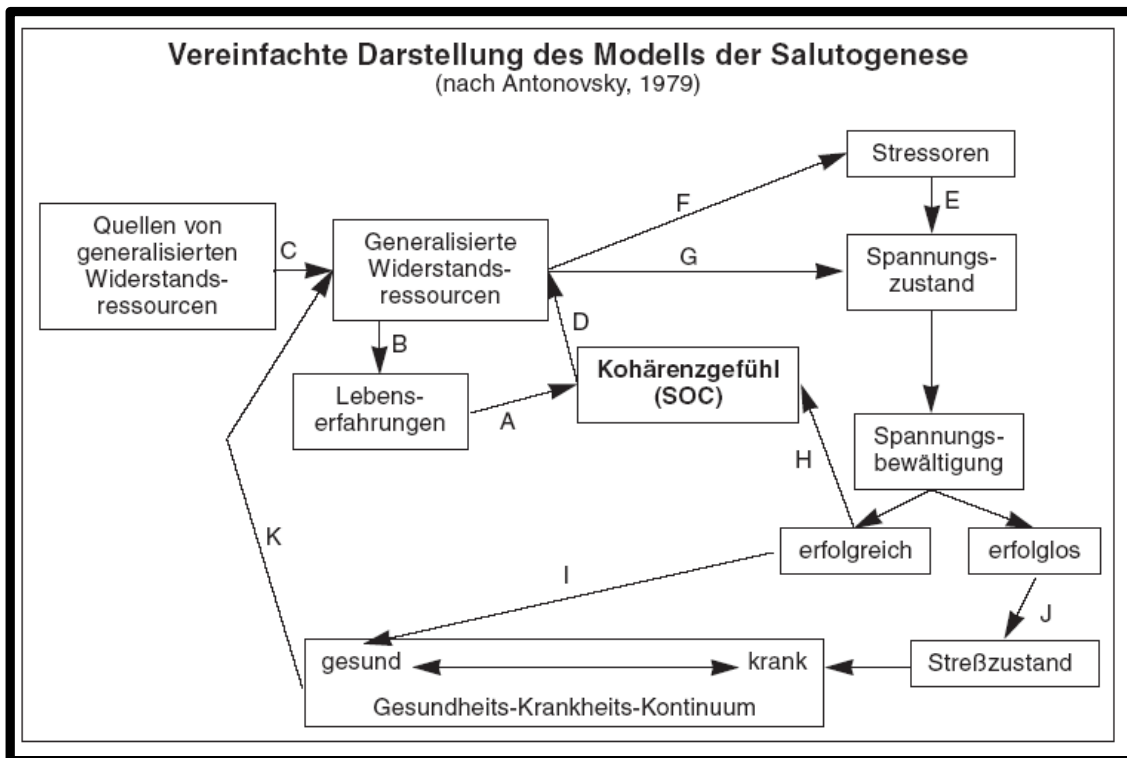 Vereinfachte Darstellung des Modells der Salutogenese
(nach Antonovsky, 1979)
Stressoren
F
E
Quellen von
generalisierten
Widerstands-
ressourcen
C
Generalisierte
Widerstands-
ressourcen
G
Spannungs-
zustand
B
D
Lebens-
erfahrungen
A
Kohärenzgefühl
(SOC)
H
Spannungs-
bewältigung
K
erfolgreich
erfolglos
I
J
gesund
krank
Gesundheits-Krankheits-Kontinuum
Streßzustand